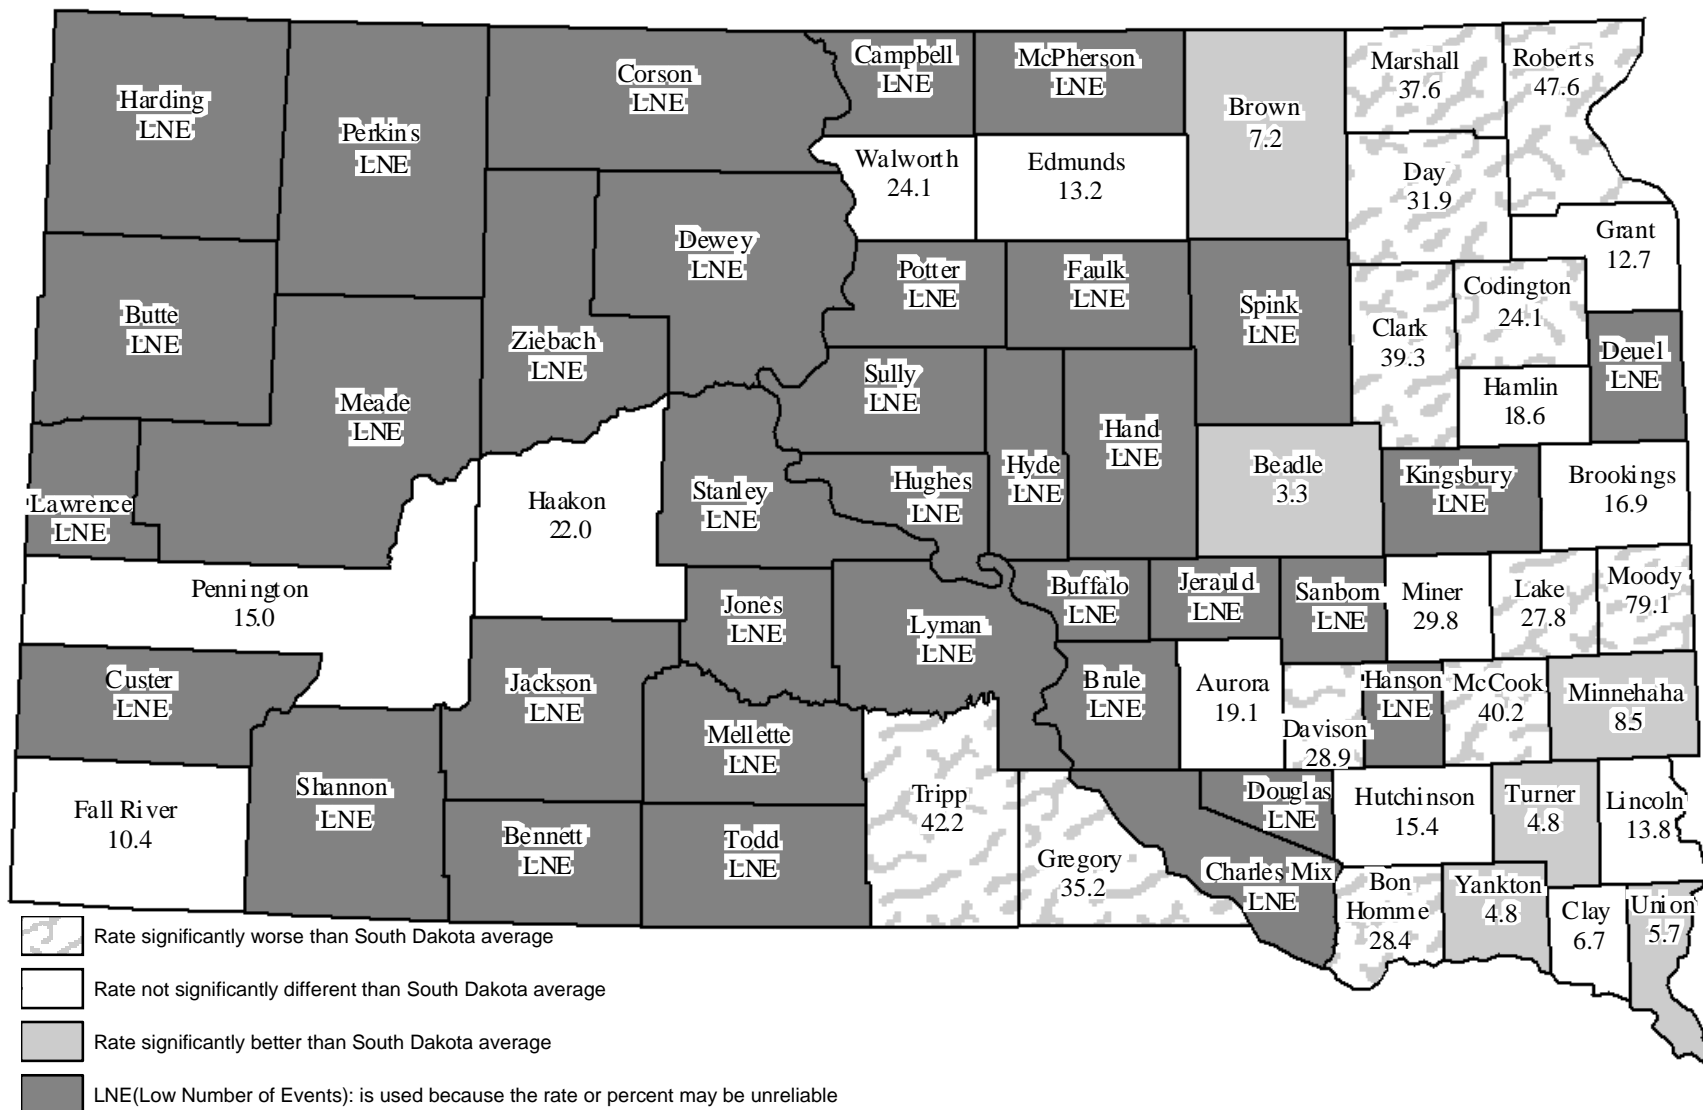 Harding
LNE
Perkins
LNE
Corson
LNE
Campbell
LNE
McPherson
LNE
Brown
7.2
Marshall
37.6
Roberts
47.6
Walworth
24.1
Edmunds
13.2
Day
31.9
Grant
12.7
Dewey
LNE
Potter
LNE
Faulk
LNE
Spink
LNE
Codington
24.1
Clark
39.3
Butte
LNE
Ziebach
LNE
Deuel
LNE
Meade
LNE
Sully
LNE
Hamlin
18.6
Hand
LNE
Lawrence
LNE
Haakon
22.0
Stanley
LNE
Hughes
LNE
Hyde
LNE
Beadle
3.3
Kingsbury
LNE
Brookings
16.9
Pennington
15.0
Jones
LNE
Lyman
LNE
Buffalo
LNE
Jerauld
LNE
Sanborn
LNE
Miner
29.8
Lake
27.8
Moody
79.1
Custer
LNE
Jackson
LNE
Mellette
LNE
Brule
LNE
Aurora
19.1
Davison
28.9
Hanson
LNE
McCook
40.2
Minnehaha
8.5
Fall River
10.4
Shannon
LNE
Bennett
LNE
Todd
LNE
Tripp
42.2
Gregory
35.2
Douglas
LNE
Charles Mix
LNE
Hutchinson
15.4
Turner
4.8
Lincoln
13.8
Bon
Homme
28.4
Yankton
4.8
Clay
6.7
Union
5.7
Rate significantly worse than South Dakota average
Rate not significantly different than South Dakota average
Rate significantly better than South Dakota average
LNE(Low Number of Events): is used because the rate or percent may be unreliable